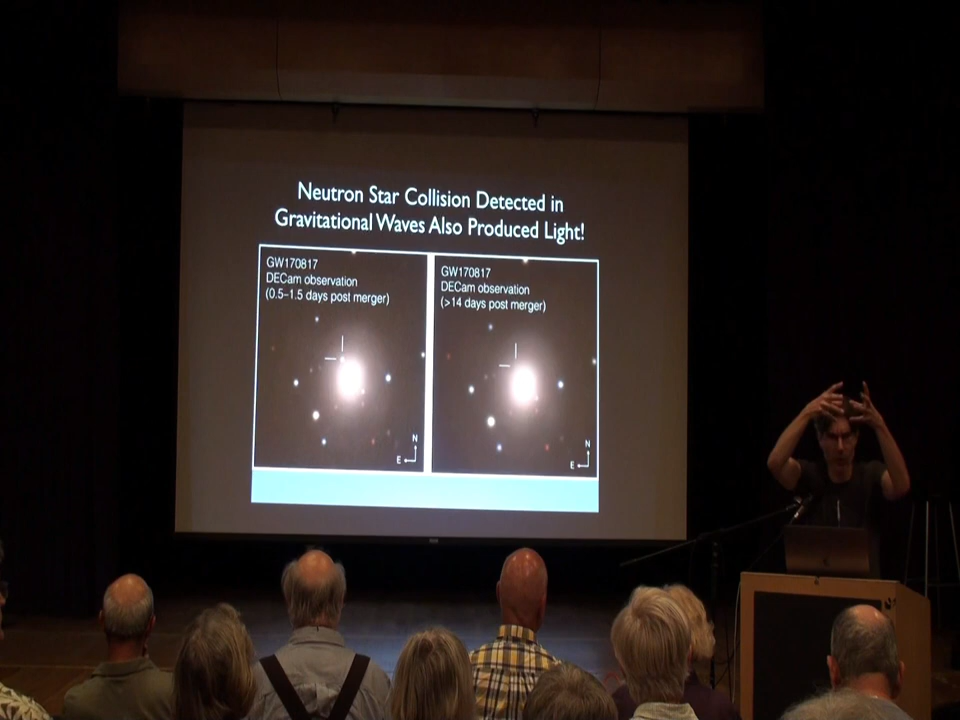 Neutron Star Collision Detected in
Gravitational Waves Also Produced Light!
GW170817
DECam observation
(0.5–1.5 days post merger)
N
E
GW170817
DECam observation
(>14 days post merger)
N
E